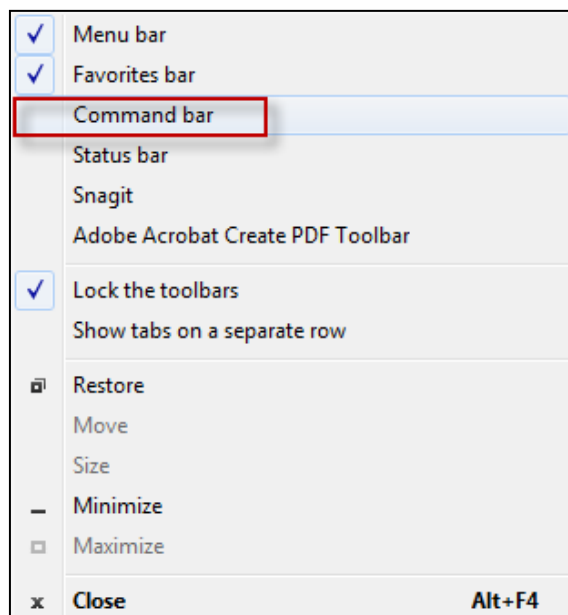 Menu bar
Favorites bar
Command bar
Status bar
Snagit
Adobe Acrobat Create PDF Toolbar
Lock the toolbars
Show tabs on a separate row
Restore
Move
Size
Minimize
Maximize
Close Alt+F4